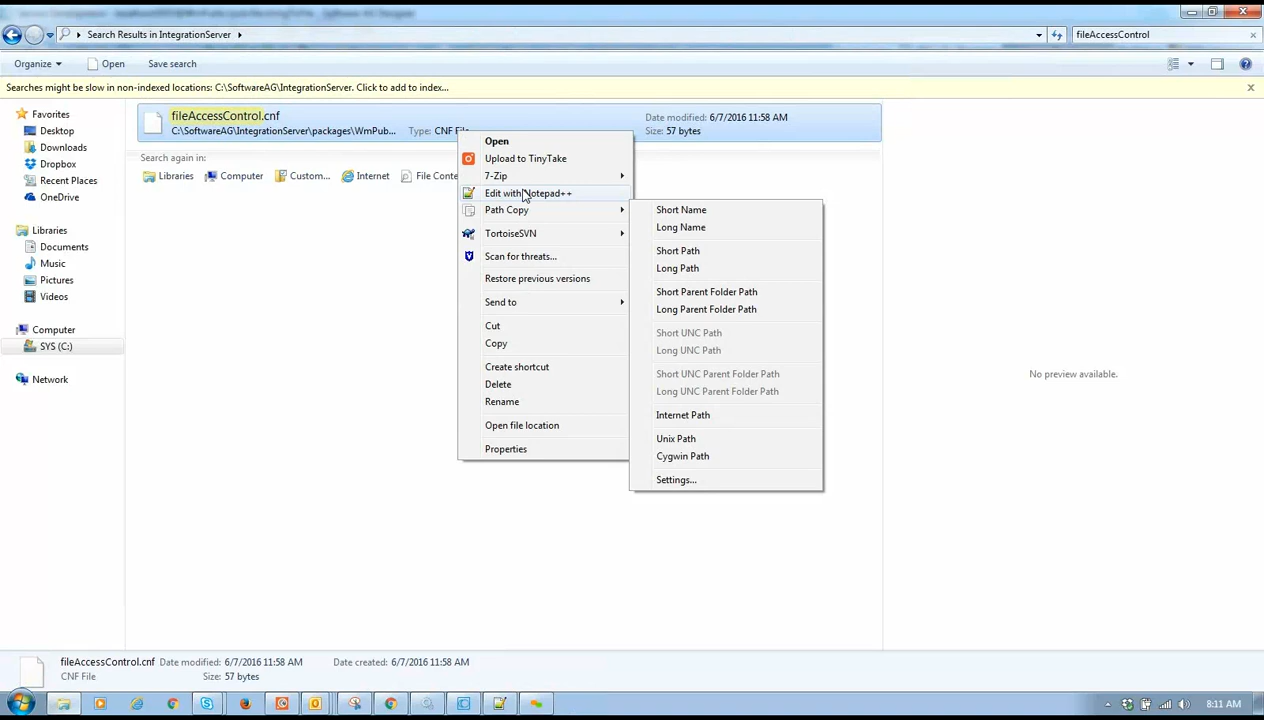 Search Results in IntegrationServer
fileAccessControl
Organize
Open
Save search
Searches might be slow in non-indexed locations: C:\SoftwareAG\IntegrationServer. Click to add to index...
Favorites
Desktop
Downloads
Dropbox
Recent Places
OneDrive
Libraries
Documents
Music
Pictures
Videos
Computer
SYS (C:)
Network
fileAccessControl.cnf
C:\SoftwareAG\IntegrationServer\packages\WmPub...
Type: CNF File
Date modified: 6/7/2016 11:58 AM
Size: 57 bytes
Search again in:
Libraries
Computer
Custom...
Internet
File Conte
Open
Upload to TinyTake
7-Zip
Edit with Notepad++
Path Copy
TortoiseSVN
Scan for threats...
Restore previous versions
Send to
Cut
Copy
Create shortcut
Delete
Rename
Open file location
Properties
Short Name
Long Name
Short Path
Long Path
Short Parent Folder Path
Long Parent Folder Path
Short UNC Path
Long UNC Path
Short UNC Parent Folder Path
Long UNC Parent Folder Path
Internet Path
Unix Path
Cygwin Path
Settings...
No preview available.
fileAccessControl.cnf Date modified: 6/7/2016 11:58 AM Date created: 6/7/2016 11:58 AM
CNF File Size: 57 bytes
8:11 AM